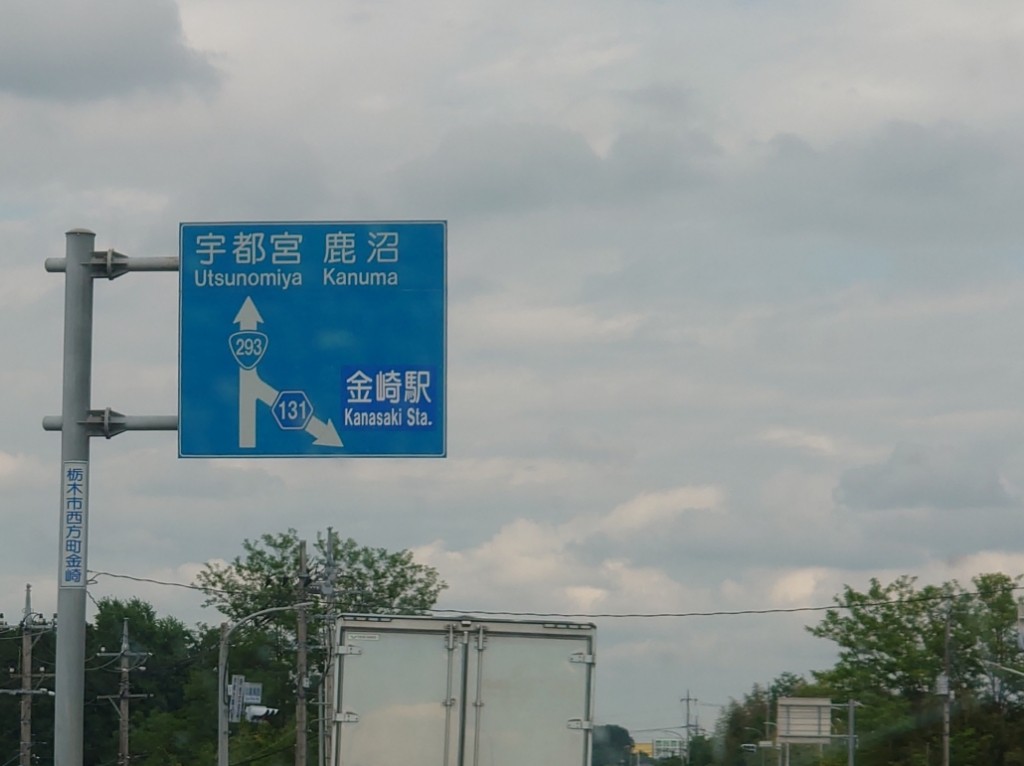 宇都宮 鹿沼
Utsunomiya Kanuma
293
131
金崎駅
Kanasaki Sta.
栃木市西方町金崎